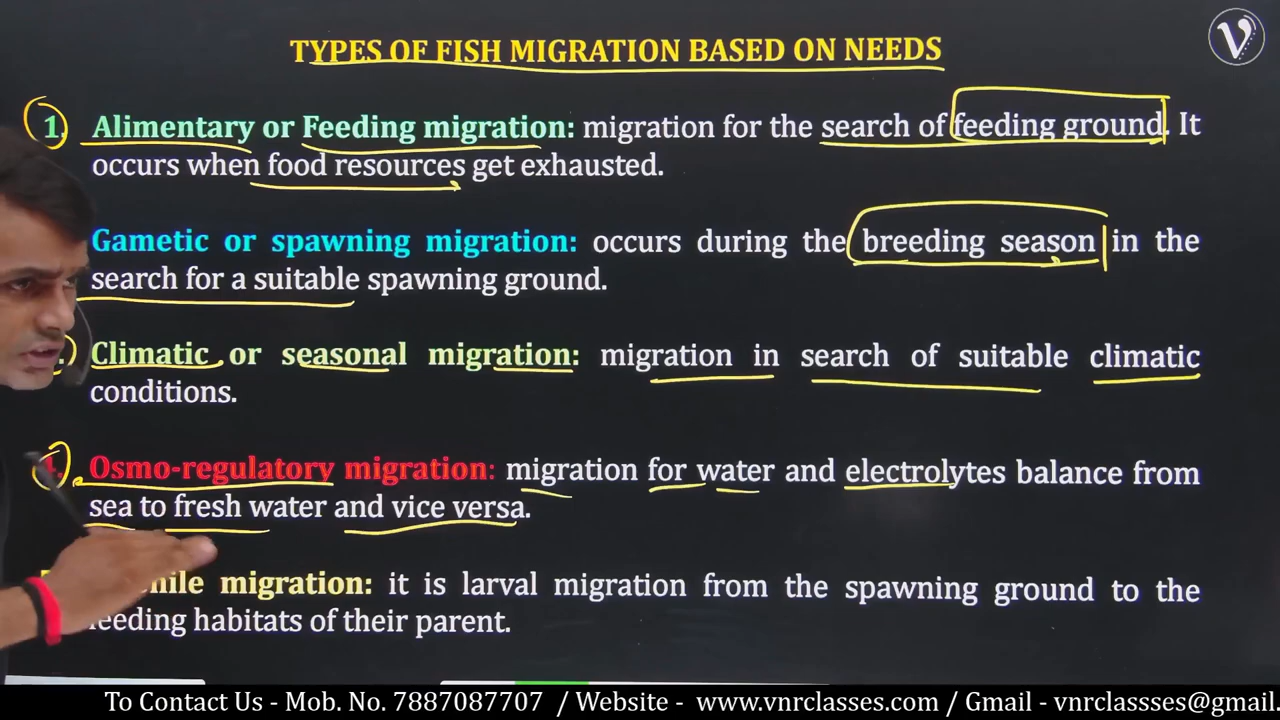 V
TYPES OF FISH MIGRATION BASED ON NEEDS
1. Alimentary or Feeding migration: migration for the search of feeding ground. It
occurs when food resources get exhausted.
Gametic or spawning migration: occurs during the breeding season in the
search for a suitable spawning ground.
Climatic or seasonal migration: migration in search of suitable climatic
conditions.
4. Osmo-regulatory migration: migration for water and electrolytes balance from
sea to fresh water and vice versa.
migration: it is larval migration from the spawning ground to the
feeding habitats of their parent.
To Contact Us - Mob. No. 7887087707 / Website - www.vnrclasses.com / Gmail - vnrclassses@gmail.